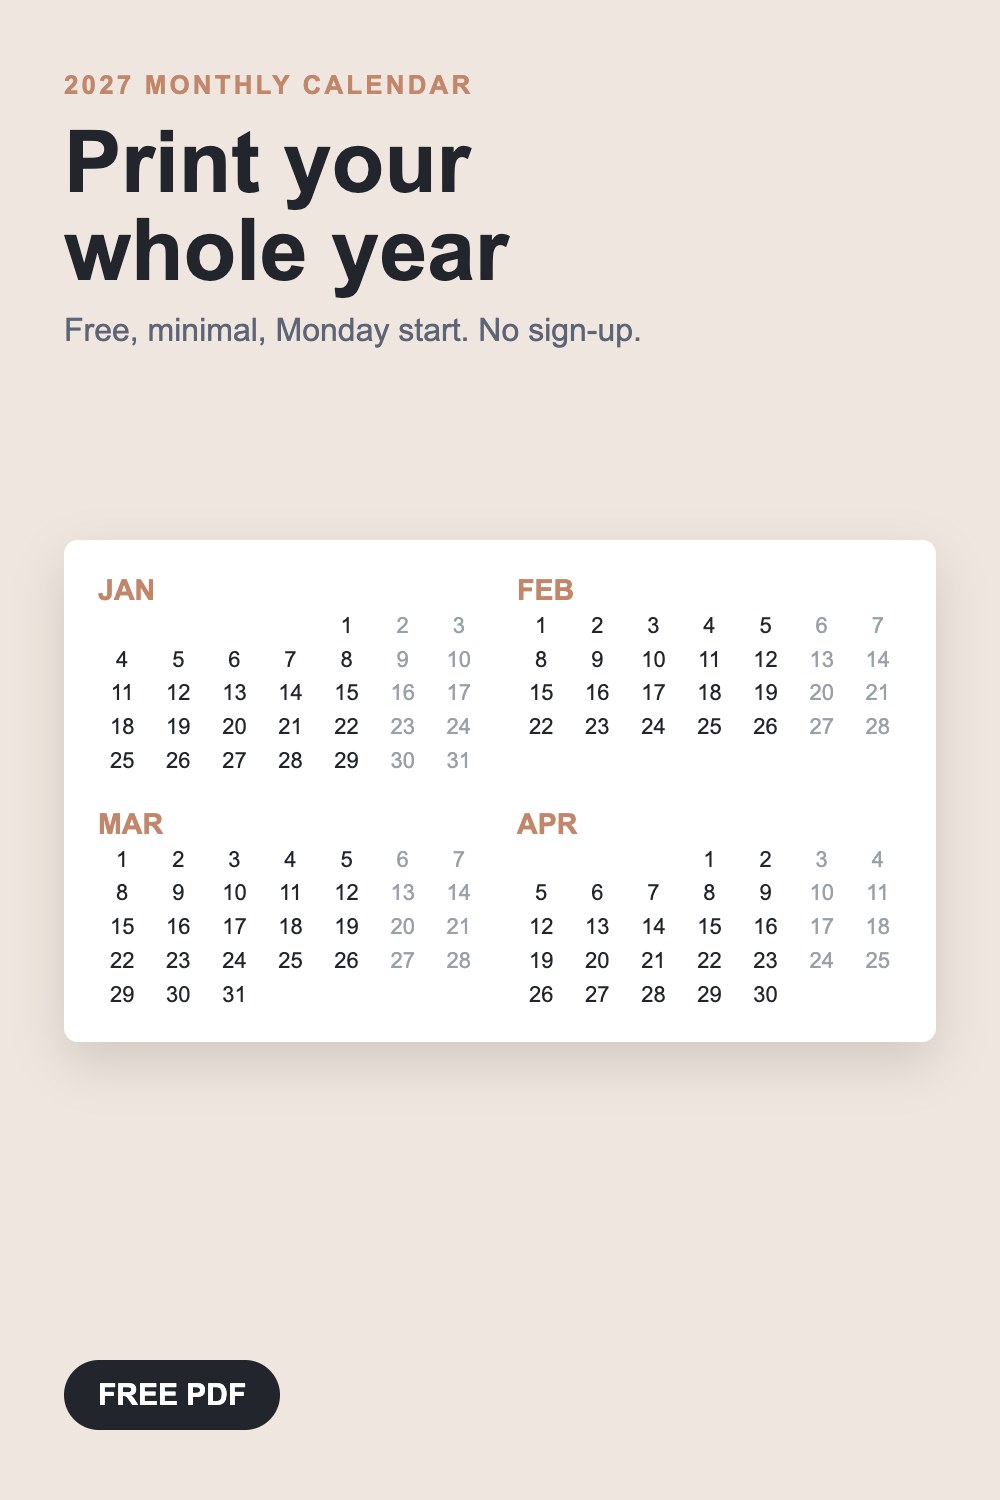 2027 MONTHLY CALENDAR
Print your
whole year
Free, minimal, Monday start. No sign-up.
JAN
1 2 3
4 5 6 7 8 9 10
11 12 13 14 15 16 17
18 19 20 21 22 23 24
25 26 27 28 29 30 31
FEB
1 2 3 4 5 6 7
8 9 10 11 12 13 14
15 16 17 18 19 20 21
22 23 24 25 26 27 28
MAR
1 2 3 4 5 6 7
8 9 10 11 12 13 14
15 16 17 18 19 20 21
22 23 24 25 26 27 28
29 30 31
APR
1 2 3 4
5 6 7 8 9 10 11
12 13 14 15 16 17 18
19 20 21 22 23 24 25
26 27 28 29 30
FREE PDF